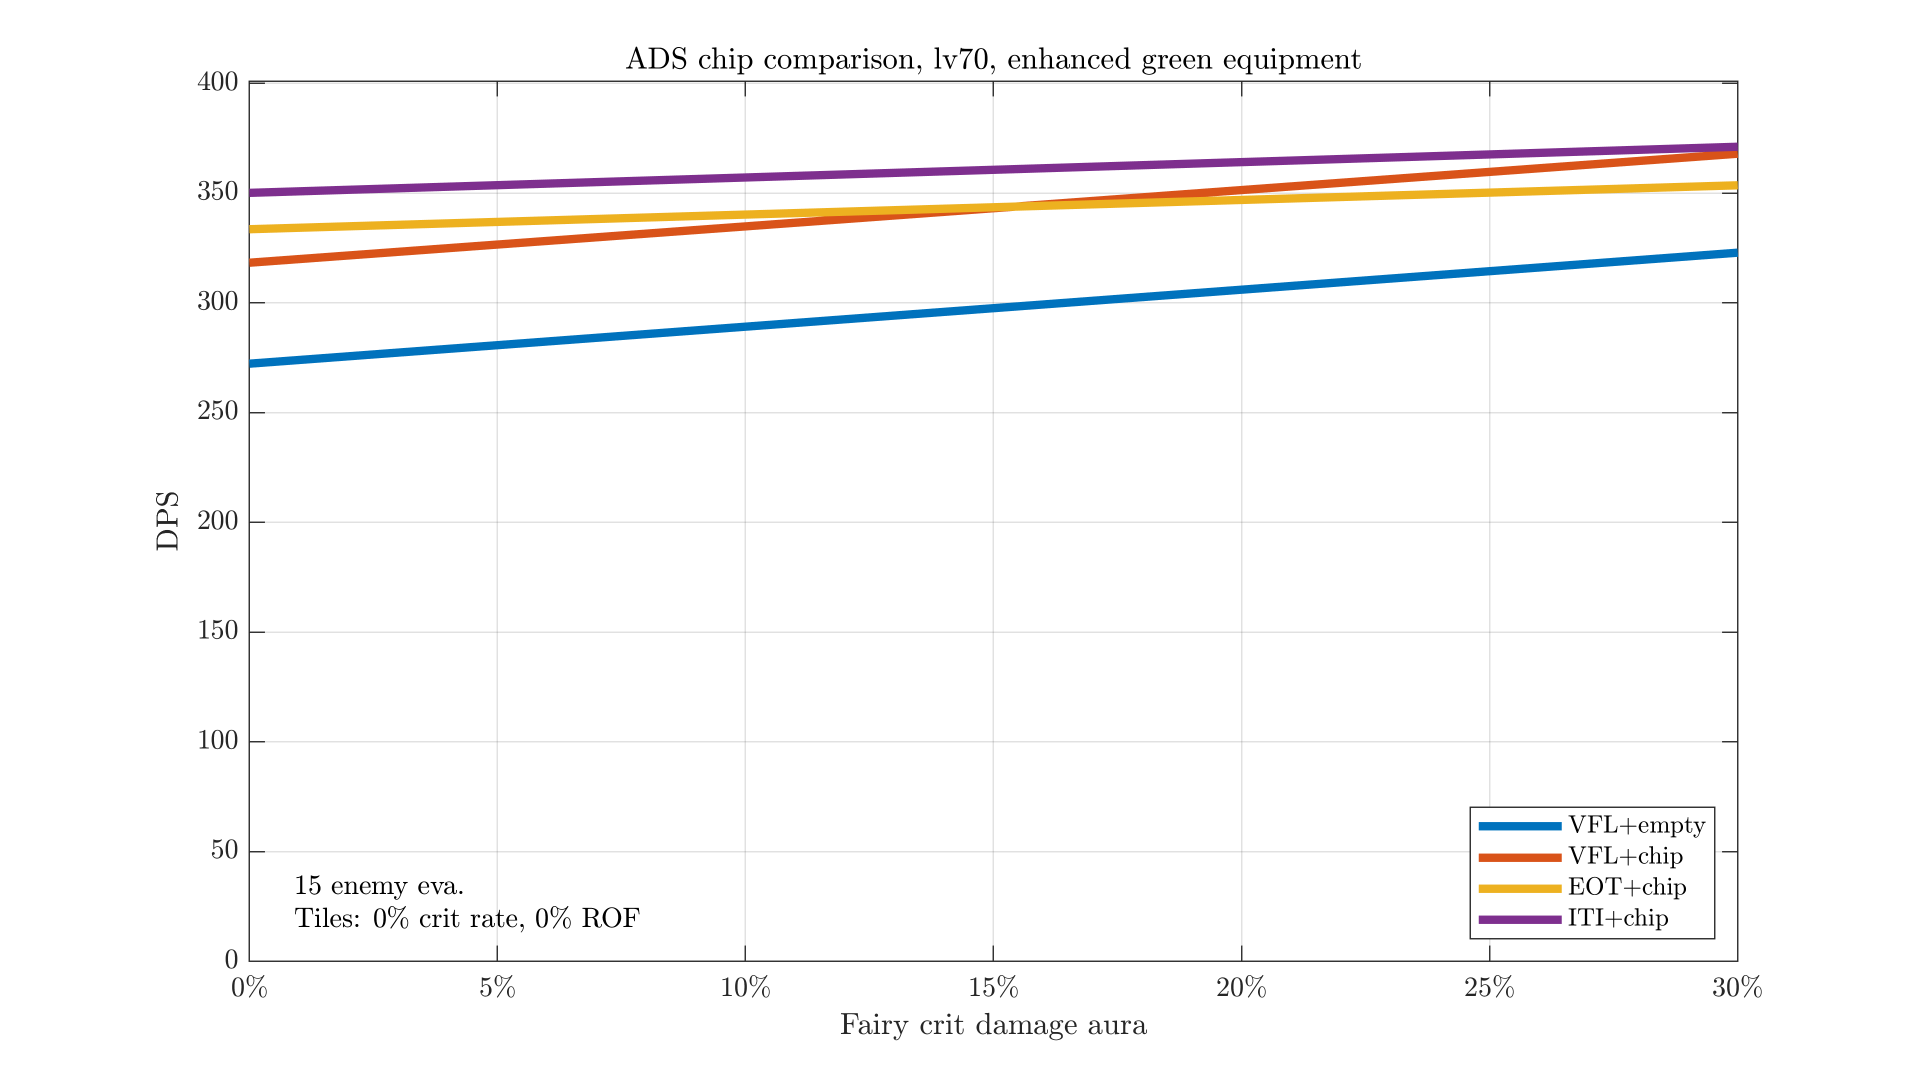 ADS chip comparison, lv70, enhanced green equipment
400
350
300
250
200
150
100
50
0
DPS
15 enemy eva.
Tiles: 0% crit rate, 0% ROF
VFL+empty
VFL+chip
EOT+chip
ITI+chip
0% 5% 10% 15% 20% 25% 30%
Fairy crit damage aura